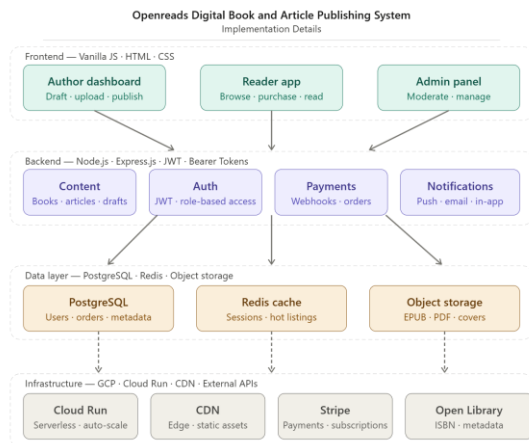 Openreads Digital Book and Article Publishing System
Implementation Details
Frontend — Vanilla JS · HTML · CSS
Author dashboard
Draft · upload · publish
Reader app
Browse · purchase · read
Admin panel
Moderate · manage
Backend — Node.js · Express.js · JWT · Bearer Tokens
Content
Books · articles · drafts
Auth
JWT · role-based access
Payments
Webhooks · orders
Notifications
Push · email · in-app
Data layer — PostgreSQL · Redis · Object storage
PostgreSQL
Users · orders · metadata
Redis cache
Sessions · hot listings
Object storage
EPUB · PDF · covers
Infrastructure — GCP · Cloud Run · CDN · External APIs
Cloud Run
Serverless · auto-scale
CDN
Edge · static assets
Stripe
Payments · subscriptions
Open Library
ISBN · metadata